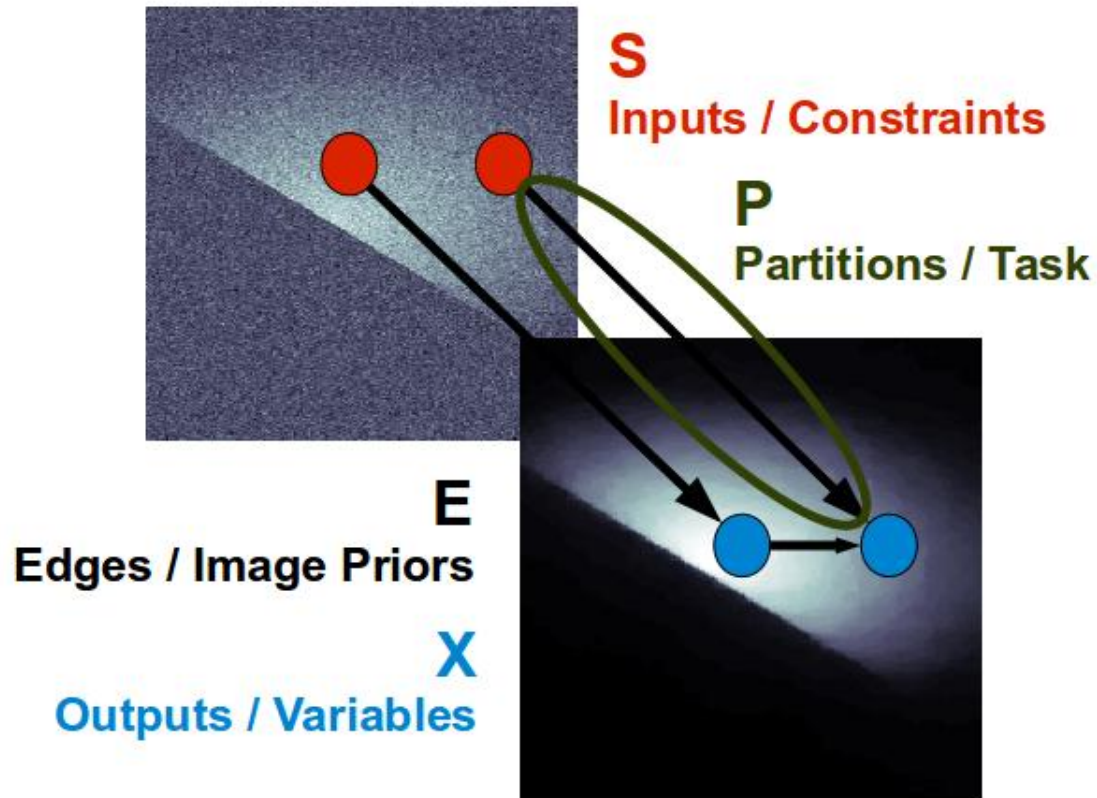 S
Inputs / Constraints
P
Partitions / Task
E
Edges / Image Priors
X
Outputs / Variables